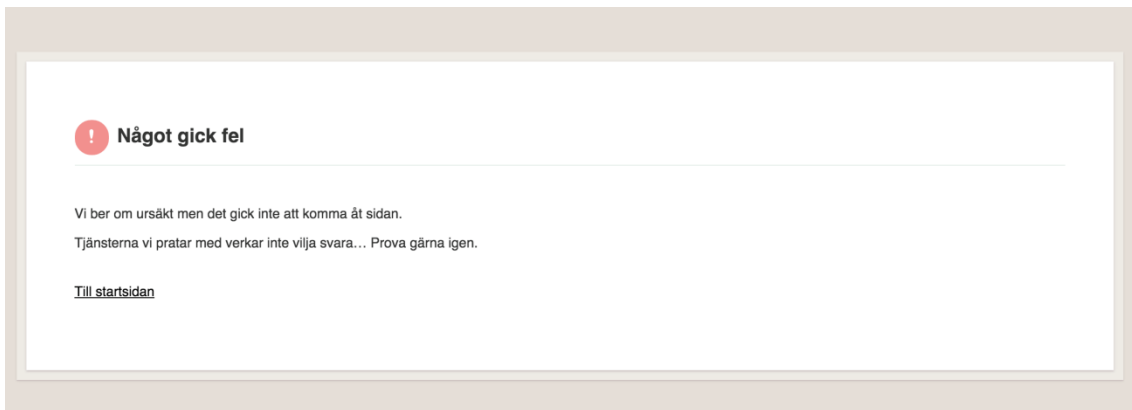 Något gick fel
Vi ber om ursäkt men det gick inte att komma åt sidan.
Tjänsterna vi pratar med verkar inte vilja svara… Prova gärna igen.
Till startsidan